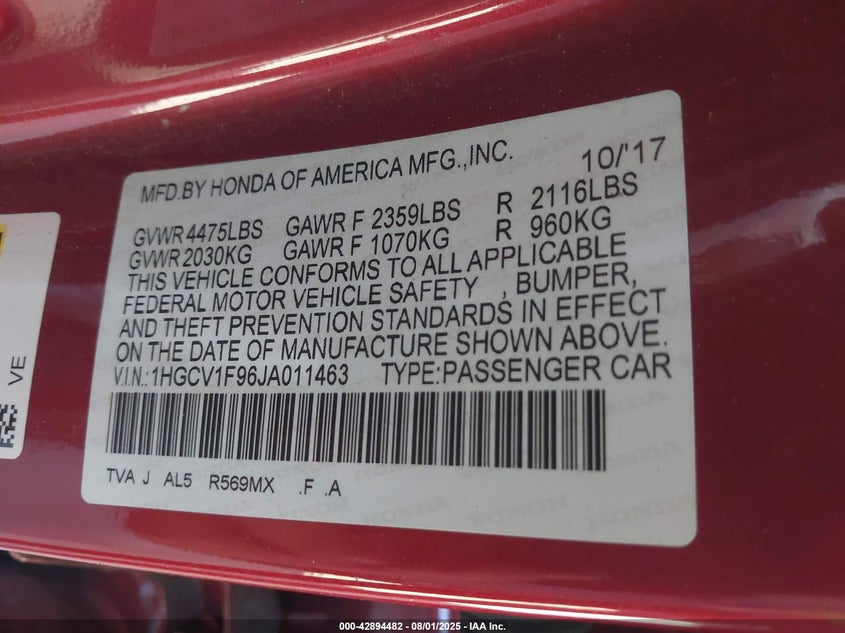 MFD.BY HONDA OF AMERICA MFG.,INC. 10/'17
GVWR 4475LBS GAWR F 2359LBS R 2116LBS
GVWR 2030KG GAWR F 1070KG R 960KG
THIS VEHICLE CONFORMS TO ALL APPLICABLE
FEDERAL MOTOR VEHICLE SAFETY , BUMPER,
AND THEFT PREVENTION STANDARDS IN EFFECT
ON THE DATE OF MANUFACTURE SHOWN ABOVE.
V.I.N.:1HGCV1F96JA011463 TYPE:PASSENGER CAR
TVA J AL5 R569MX .F .A
VE
HONDA HONDA
000-42894482 - 08/01/2025 - IAA Inc.